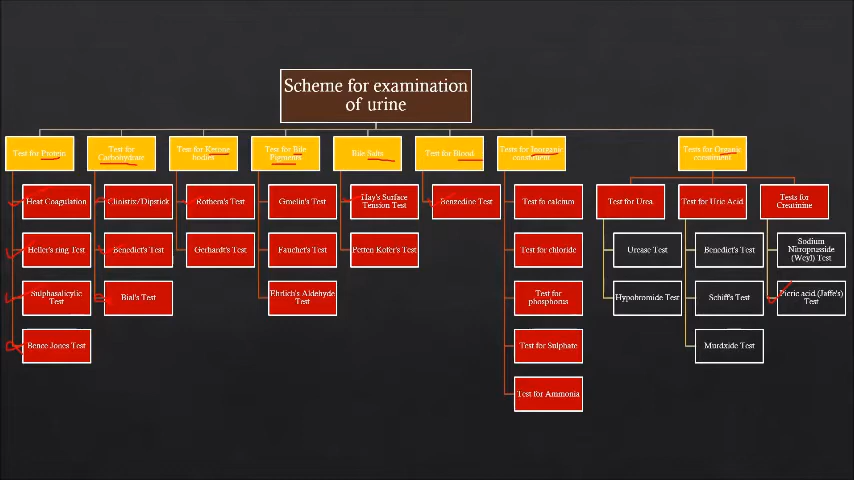 Scheme for examination
of urine
Test for Protein
Test for
Carbohydrate
Test for Ketone
bodies
Test for Bile
Pigments
Bile Salts
Test for Blood
Tests for Inorganic
constituent
Tests for Organic
constituent
Heat Coagulation
Heller's ring Test
Sulphasalicylic
Test
Bence Jones Test
Clinistix/Dipstick
Benedict's Test
Bial's Test
Rothera's Test
Gerhardt's Test
Gmelin's Test
Fauchet's Test
Ehrlich's Aldehyde
Test
Hay's Surface
Tension Test
Petten Kofer's Test
Benzedine Test
Test fo calcium
Test for chloride
Test for
phosphorus
Test for Sulphate
Test for Ammonia
Test for Urea
Urease Test
Hypobromide Test
Test for Uric Acid
Benedict's Test
Schiff's Test
Murdxide Test
Tests for
Creatinine
Sodium
Nitroprusside
(Weyl) Test
Picric acid (Jaffe's)
Test